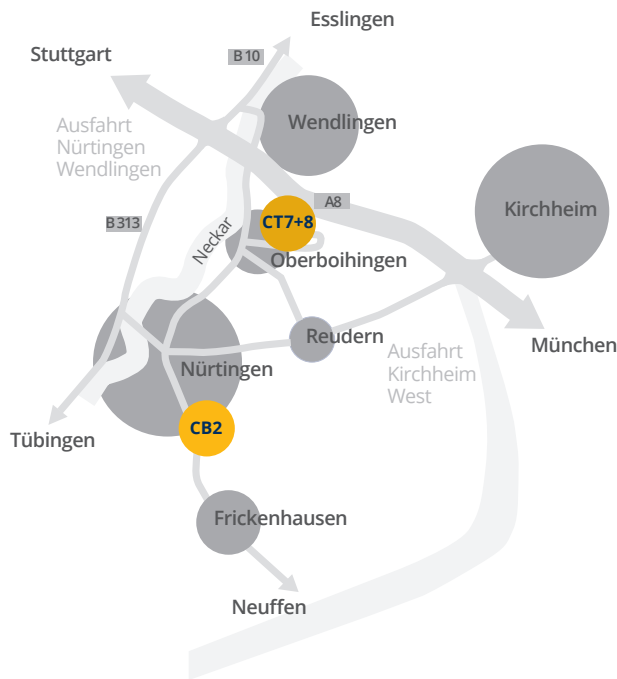 Esslingen
B 10
Stuttgart
Ausfahrt
Nürtingen
Wendlingen
Wendlingen
A8
Kirchheim
CT7+8
B 313
Neckar
Oberboihingen
Reudern
München
Ausfahrt
Kirchheim
West
Nürtingen
CB2
Tübingen
Frickenhausen
Neuffen